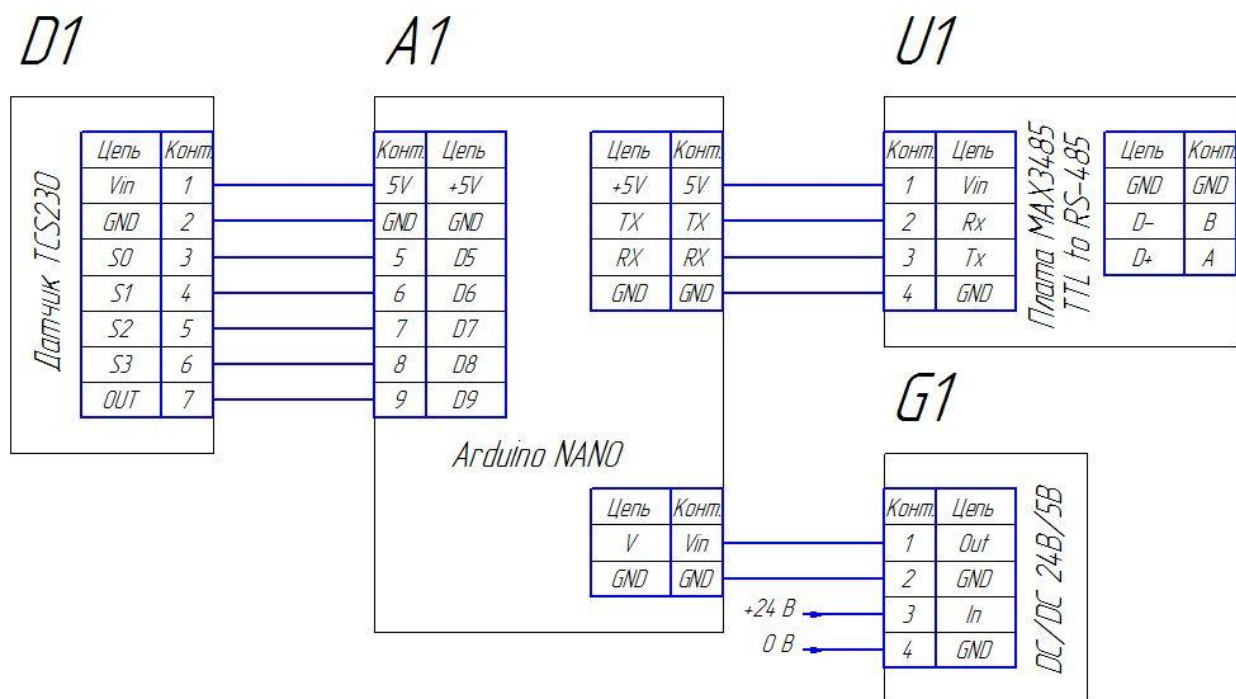 D1
A1
U1
Датчик TCS230
Цепь Конт.
Vin 1
GND 2
S0 3
S1 4
S2 5
S3 6
OUT 7
Конт. Цепь
5V +5V
GND GND
5 D5
6 D6
7 D7
8 D8
9 D9
Цепь Конт.
+5V 5V
TX TX
RX RX
GND GND
Arduino NANO
Цепь Конт.
V Vin
GND GND
Конт. Цепь
1 Vin
2 Rx
3 Tx
4 GND
Плата MAX3485
TTL to RS-485
Цепь Конт.
GND GND
D- B
D+ A
G1
Конт. Цепь
1 Out
2 GND
3 In
4 GND
+24 В
0 В
DC/DC 24В/5В